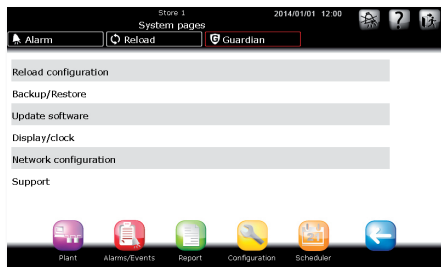 Store 1
2014/01/01 12:00
System pages
Alarm
Reload
Guardian
?
Reload configuration
Backup/Restore
Update software
Display/clock
Network configuration
Support
Plant
Alarms/Events
Report
Configuration
Scheduler